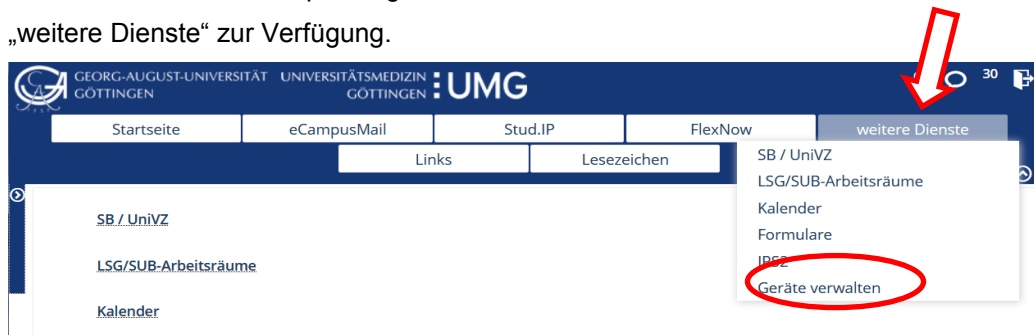 „weitere Dienste“ zur Verfügung.
GEORG-AUGUST-UNIVERSITÄT UNIVERSITÄTSMEDIZIN
GÖTTINGEN GÖTTINGEN UMG
30
Startseite eCampusMail Stud.IP FlexNow weitere Dienste
Links Lesezeichen
SB / UniVZ
LSG/SUB-Arbeitsräume
Kalender
Formulare
Geräte verwalten
SB / UniVZ
LSG/SUB-Arbeitsräume
Kalender